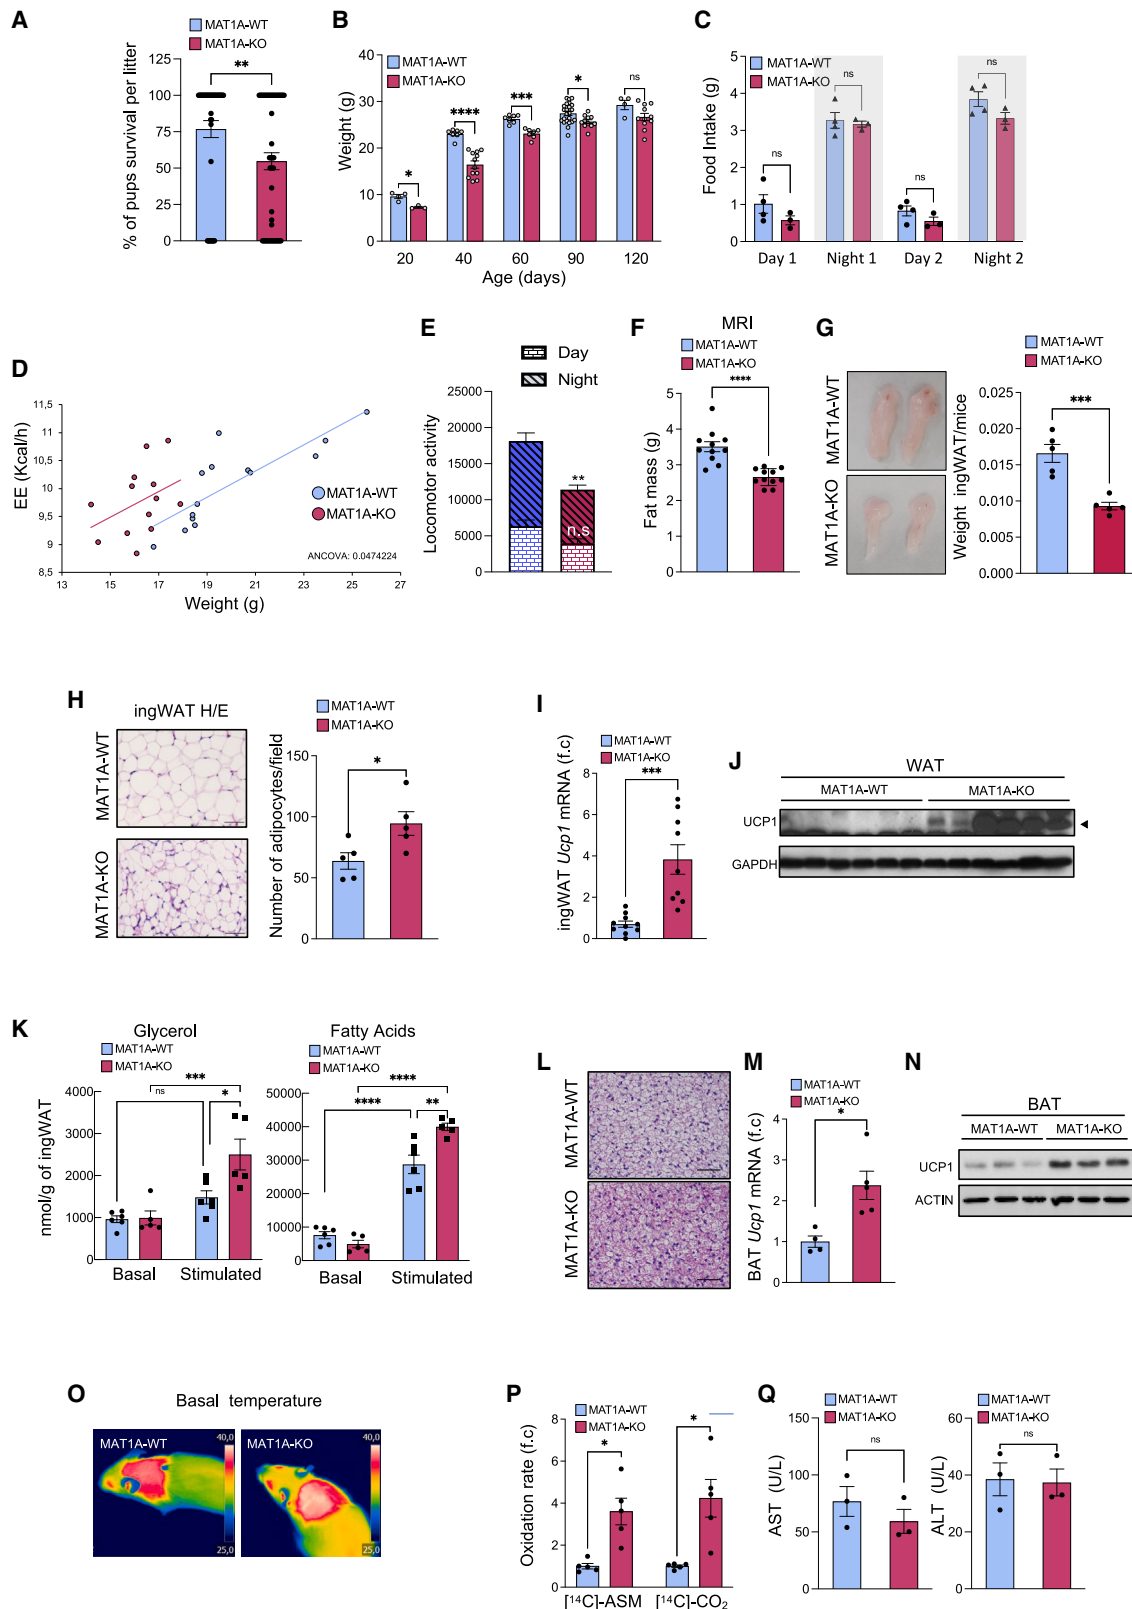 A
MAT1A-WT
MAT1A-KO
% of pups survival per litter
125
100
75
50
25
0
**
B
MAT1A-WT
MAT1A-KO
Weight (g)
40
30
20
10
0
*
****
***
*
ns
20 40 60 90 120
Age (days)
C
MAT1A-WT
MAT1A-KO
Food Intake (g)
5
4
3
2
1
0
ns
ns
ns
ns
Day 1 Night 1 Day 2 Night 2
D
EE (Kcal/h)
11,5
11
10,5
10
9,5
9
8,5
MAT1A-WT
MAT1A-KO
ANCOVA: 0.0474224
13 15 17 19 21 23 25 27
Weight (g)
E
Day
Night
Locomotor activity
25000
20000
15000
10000
5000
0
**
n.s
F
MRI
MAT1A-WT
MAT1A-KO
Fat mass (g)
5
4
3
2
1
0
****
G
MAT1A-WT
MAT1A-KO
MAT1A-WT
MAT1A-KO
Weight ingWAT/mice
0.020
0.015
0.010
0.005
0.000
***
H
ingWAT H/E
MAT1A-WT
MAT1A-KO
MAT1A-WT
MAT1A-KO
Number of adipocytes/field
150
100
50
0
*
I
MAT1A-WT
MAT1A-KO
ingWAT Ucp1 mRNA (f.c)
8
6
4
2
0
***
J
WAT
MAT1A-WT MAT1A-KO
UCP1
GAPDH
K
Glycerol
MAT1A-WT
MAT1A-KO
nmol/g of ingWAT
4000
3000
2000
1000
0
ns
***
*
Basal Stimulated
Fatty Acids
MAT1A-WT
MAT1A-KO
50000
40000
30000
20000
10000
0
****
****
**
Basal Stimulated
L
MAT1A-WT
MAT1A-KO
M
MAT1A-WT
MAT1A-KO
BAT Ucp1 mRNA (f.c)
4
3
2
1
0
*
N
BAT
MAT1A-WT MAT1A-KO
UCP1
ACTIN
O
Basal temperature
MAT1A-WT
40,0
25,0
MAT1A-KO
40,0
25,0
P
MAT1A-WT
MAT1A-KO
Oxidation rate (f.c)
8
6
4
2
0
*
*
[¹⁴C]-ASM [¹⁴C]-CO₂
Q
MAT1A-WT
MAT1A-KO
AST (U/L)
150
100
50
0
ns
MAT1A-WT
MAT1A-KO
ALT (U/L)
60
40
20
0
ns